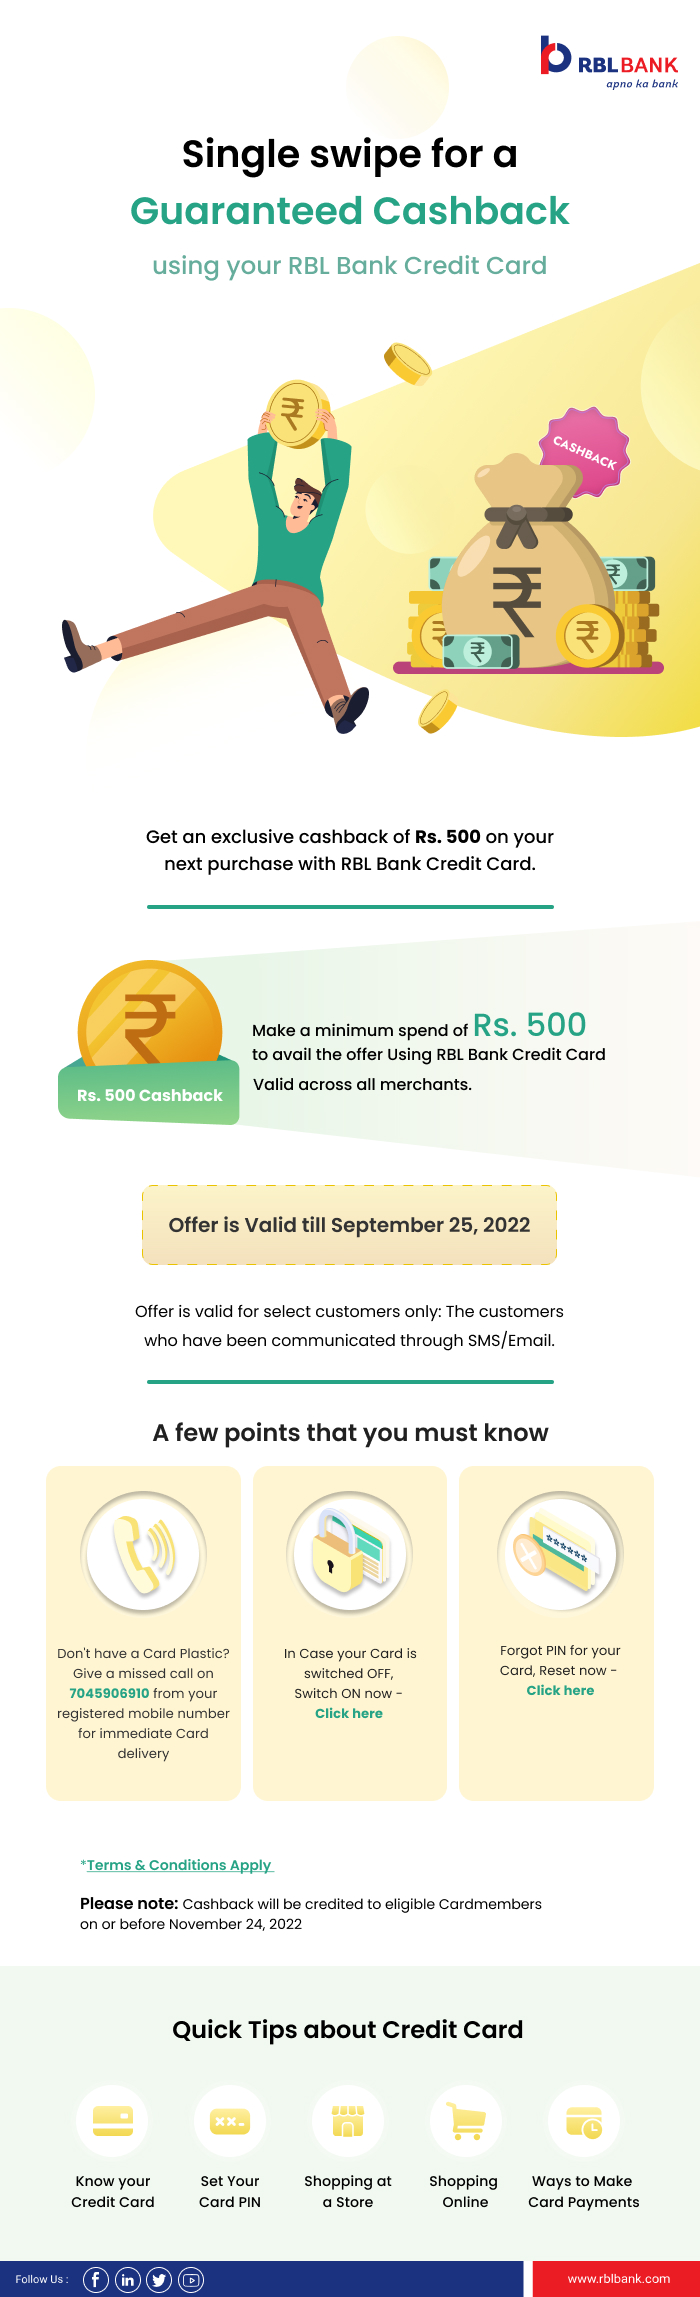 RBLBANK
apno ka bank
Single swipe for a
Guaranteed Cashback
using your RBL Bank Credit Card
₹
CASHBACK
₹
₹
₹
₹
₹
Get an exclusive cashback of Rs. 500 on your
next purchase with RBL Bank Credit Card.
₹
Rs. 500 Cashback
Make a minimum spend of Rs. 500
to avail the offer Using RBL Bank Credit Card
Valid across all merchants.
Offer is Valid till September 25, 2022
Offer is valid for select customers only: The customers
who have been communicated through SMS/Email.
A few points that you must know
Don't have a Card Plastic?
Give a missed call on
7045906910 from your
registered mobile number
for immediate Card
delivery
In Case your Card is
switched OFF,
Switch ON now -
Click here
******
Forgot PIN for your
Card, Reset now -
Click here
*Terms & Conditions Apply
Please note: Cashback will be credited to eligible Cardmembers
on or before November 24, 2022
Quick Tips about Credit Card
Know your
Credit Card
Set Your
Card PIN
Shopping at
a Store
Shopping
Online
Ways to Make
Card Payments
Follow Us :
www.rblbank.com